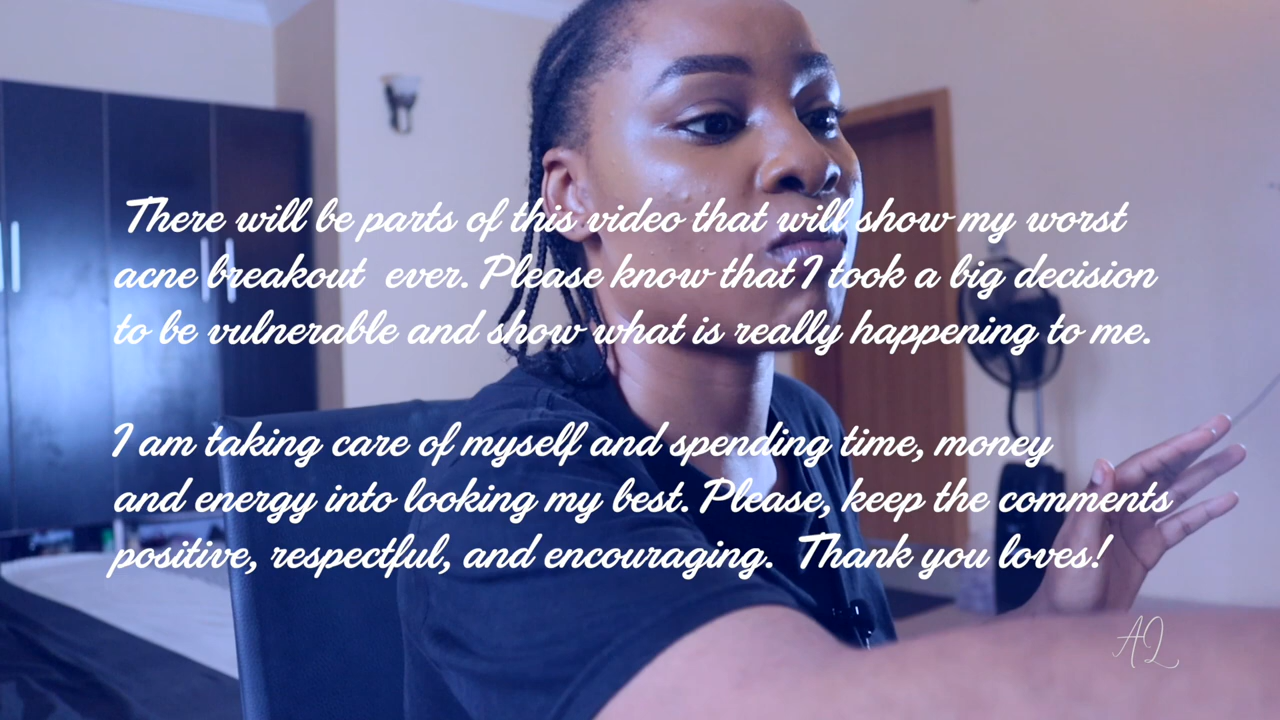 There will be parts of this video that will show my worst
acne breakout ever. Please know that I took a big decision
to be vulnerable and show what is really happening to me.
I am taking care of myself and spending time, money
and energy into looking my best. Please, keep the comments
positive, respectful, and encouraging. Thank you loves!
AQ